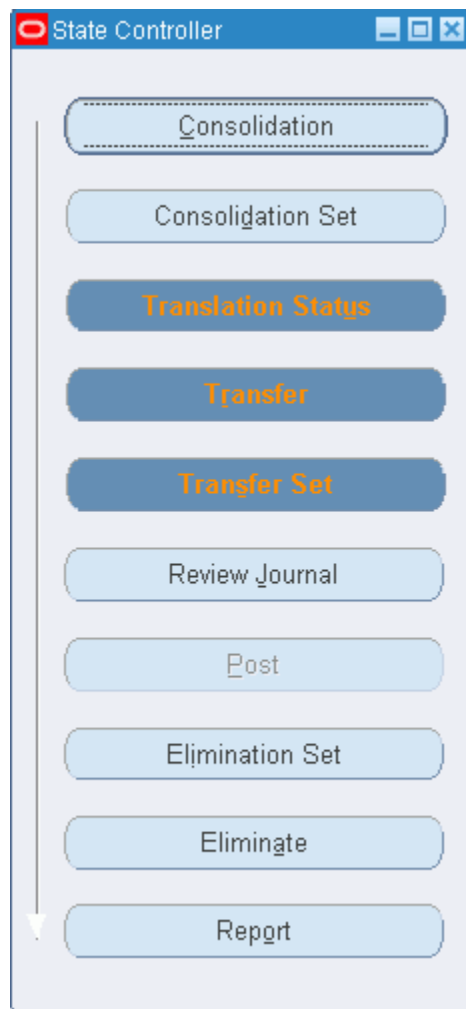 State Controller
Consolidation
Consolidation Set
Translation Status
Transfer
Transfer Set
Review Journal
Post
Elimination Set
Eliminate
Report